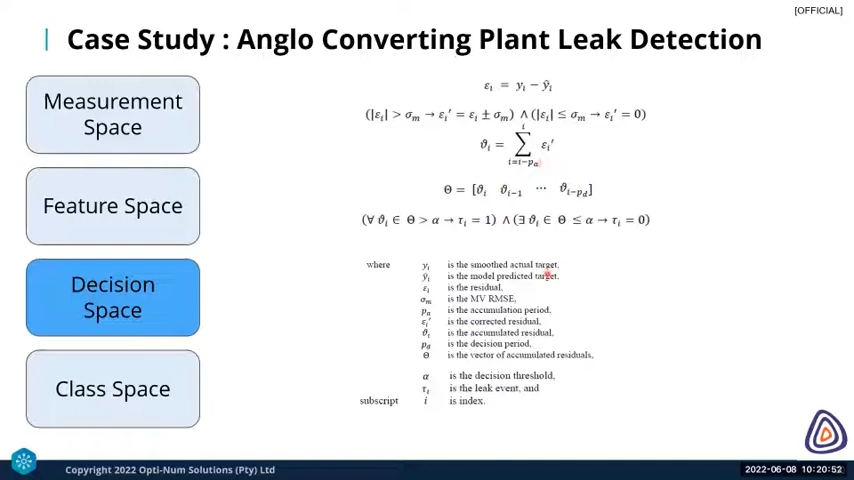 [OFFICIAL]
Case Study : Anglo Converting Plant Leak Detection
Measurement
Space
Feature Space
Decision
Space
Class Space
εᵢ = yᵢ − ŷᵢ
(|εᵢ| > σₘ → εᵢ′ = εᵢ ± σₘ) ∧ (|εᵢ| ≤ σₘ → εᵢ′ = 0)
i
ϑᵢ = ∑ εᵢ′
i=i−pₐ
Θ = [ϑᵢ ϑᵢ₋₁ ⋯ ϑ_{i−p_d}]
(∀ ϑᵢ ∈ Θ > α → τᵢ = 1) ∧ (∃ ϑᵢ ∈ Θ ≤ α → τᵢ = 0)
where yᵢ is the smoothed actual target,
ŷᵢ is the model predicted target,
εᵢ is the residual,
σₘ is the MV RMSE,
pₐ is the accumulation period,
εᵢ′ is the corrected residual,
ϑᵢ is the accumulated residual,
p_d is the decision period,
Θ is the vector of accumulated residuals,
α is the decision threshold,
τᵢ is the leak event, and
subscript i is index.
Copyright 2022 Opti-Num Solutions (Pty) Ltd
2022-06-08 10:20:52